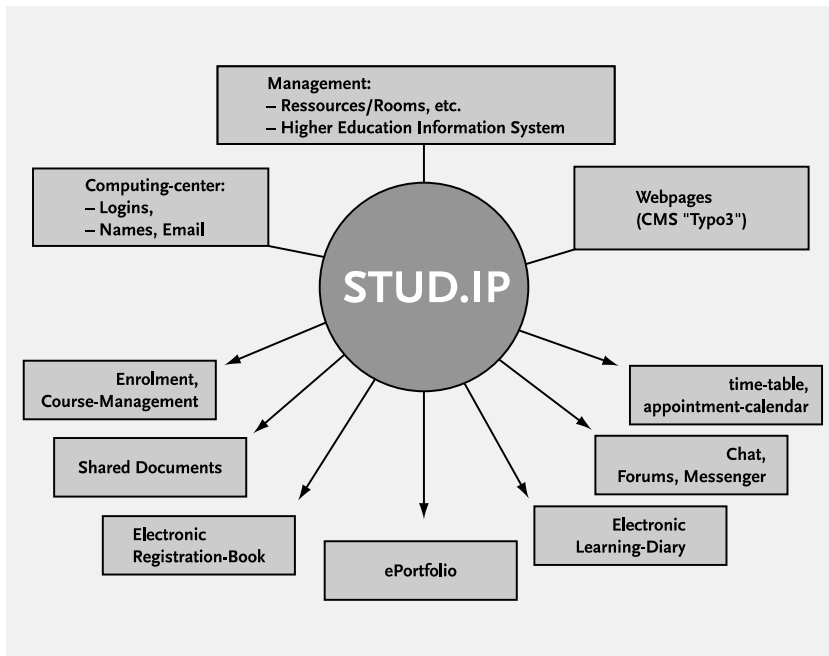 Management:
– Ressources/Rooms, etc.
– Higher Education Information System
Computing-center:
– Logins,
– Names, Email
Webpages
(CMS "Typo3")
STUD.IP
Enrolment,
Course-Management
time-table,
appointment-calendar
Shared Documents
Chat,
Forums, Messenger
Electronic
Registration-Book
ePortfolio
Electronic
Learning-Diary